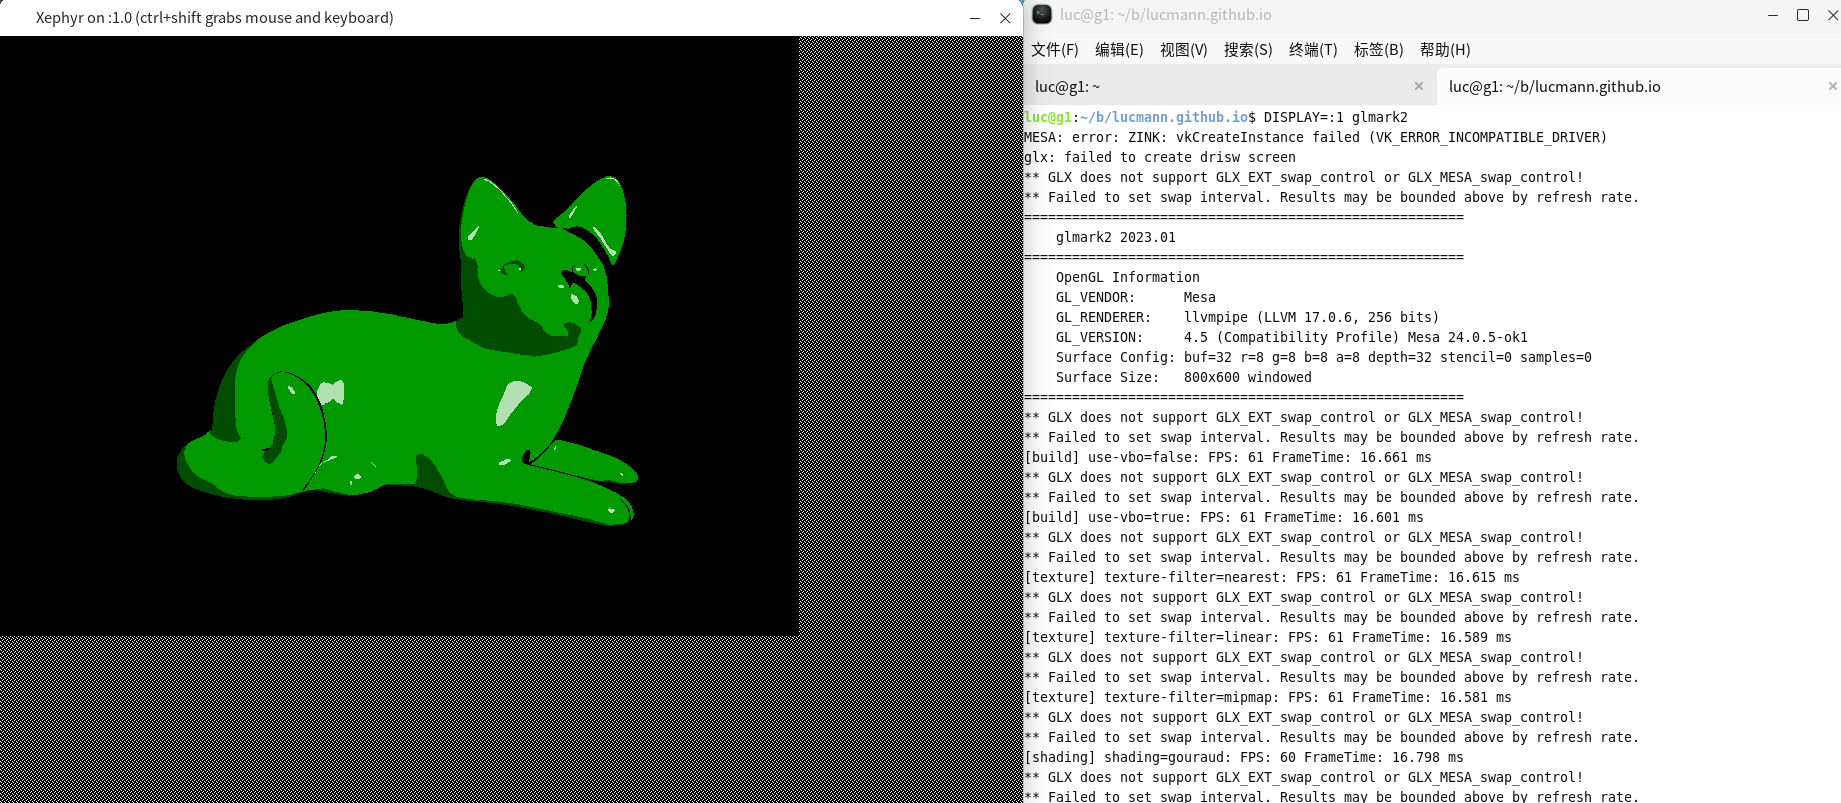 Xephyr on :1.0 (ctrl+shift grabs mouse and keyboard)
luc@g1: ~/b/lucmann.github.io
文件(F) 编辑(E) 视图(V) 搜索(S) 终端(T) 标签(B) 帮助(H)
luc@g1: ~
luc@g1: ~/b/lucmann.github.io
luc@g1:~/b/lucmann.github.io$ DISPLAY=:1 glmark2
MESA: error: ZINK: vkCreateInstance failed (VK_ERROR_INCOMPATIBLE_DRIVER)
glx: failed to create drisw screen
** GLX does not support GLX_EXT_swap_control or GLX_MESA_swap_control!
** Failed to set swap interval. Results may be bounded above by refresh rate.
=======================================================
    glmark2 2023.01
=======================================================
    OpenGL Information
    GL_VENDOR:      Mesa
    GL_RENDERER:    llvmpipe (LLVM 17.0.6, 256 bits)
    GL_VERSION:     4.5 (Compatibility Profile) Mesa 24.0.5-ok1
    Surface Config: buf=32 r=8 g=8 b=8 a=8 depth=32 stencil=0 samples=0
    Surface Size:   800x600 windowed
=======================================================
** GLX does not support GLX_EXT_swap_control or GLX_MESA_swap_control!
** Failed to set swap interval. Results may be bounded above by refresh rate.
[build] use-vbo=false: FPS: 61 FrameTime: 16.661 ms
** GLX does not support GLX_EXT_swap_control or GLX_MESA_swap_control!
** Failed to set swap interval. Results may be bounded above by refresh rate.
[build] use-vbo=true: FPS: 61 FrameTime: 16.601 ms
** GLX does not support GLX_EXT_swap_control or GLX_MESA_swap_control!
** Failed to set swap interval. Results may be bounded above by refresh rate.
[texture] texture-filter=nearest: FPS: 61 FrameTime: 16.615 ms
** GLX does not support GLX_EXT_swap_control or GLX_MESA_swap_control!
** Failed to set swap interval. Results may be bounded above by refresh rate.
[texture] texture-filter=linear: FPS: 61 FrameTime: 16.589 ms
** GLX does not support GLX_EXT_swap_control or GLX_MESA_swap_control!
** Failed to set swap interval. Results may be bounded above by refresh rate.
[texture] texture-filter=mipmap: FPS: 61 FrameTime: 16.581 ms
** GLX does not support GLX_EXT_swap_control or GLX_MESA_swap_control!
** Failed to set swap interval. Results may be bounded above by refresh rate.
[shading] shading=gouraud: FPS: 60 FrameTime: 16.798 ms
** GLX does not support GLX_EXT_swap_control or GLX_MESA_swap_control!
** Failed to set swap interval. Results may be bounded above by refresh rate.